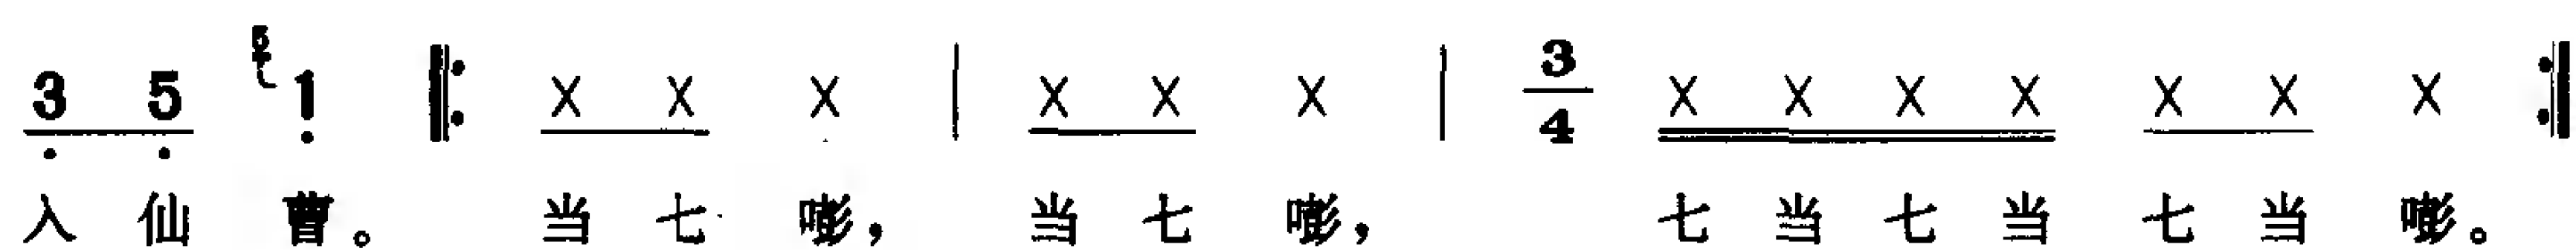 3 5 5 1 X X X X X X 3/4 X X X X X X X
入仙曹。 当七嘭， 当七嘭， 七当七当七当嘭。